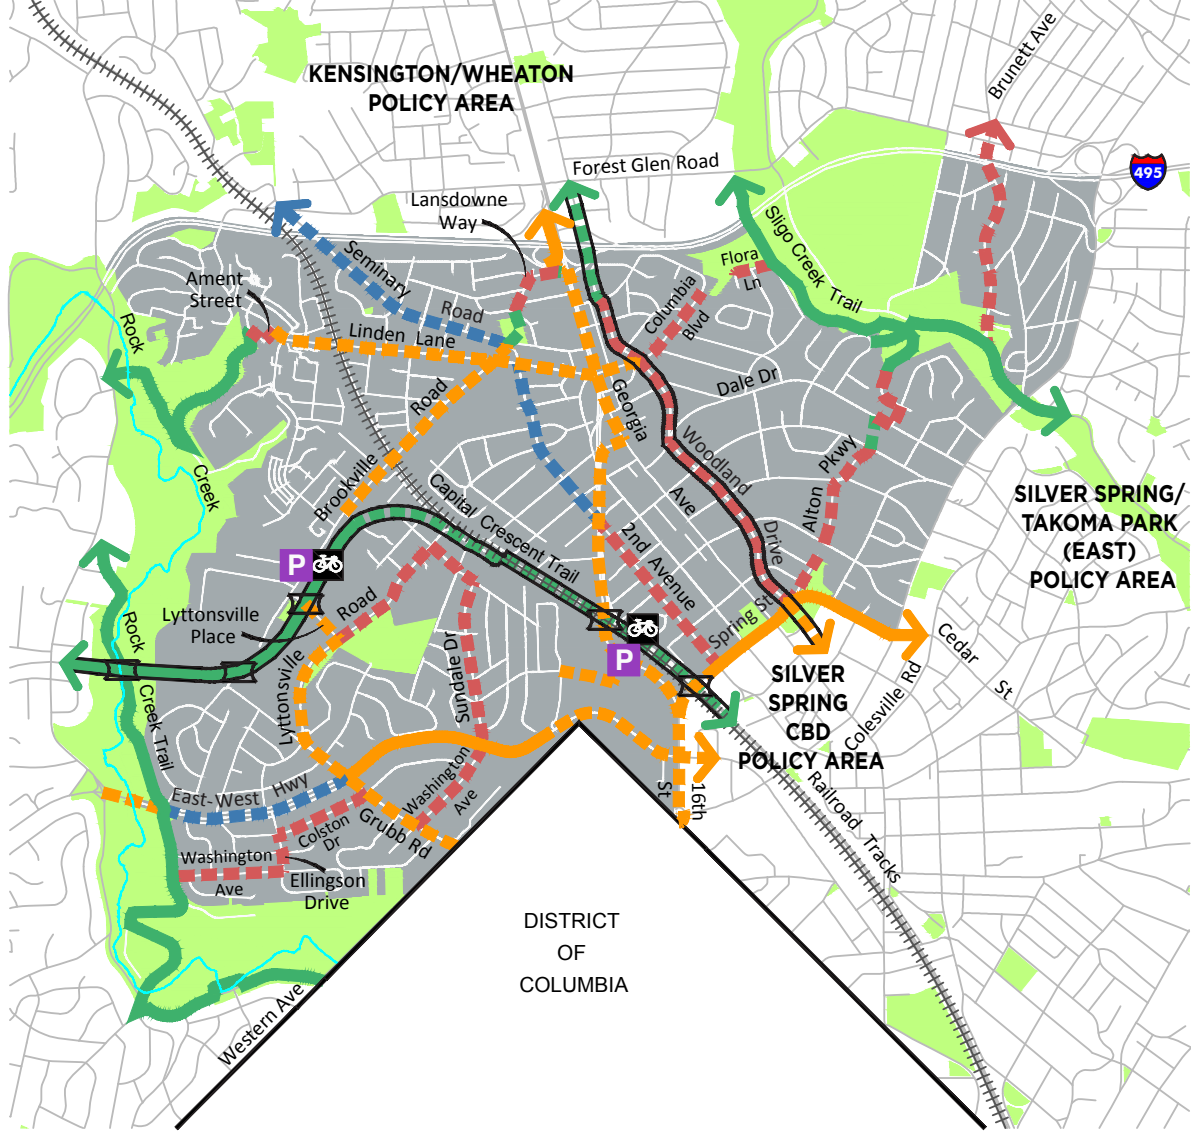 Brunett Ave
KENSINGTON/WHEATON
POLICY AREA
Forest Glen Road
495
Lansdowne
Way
Sligo Creek Trail
Flora
Ln
Seminary
Road
Columbia
Blvd
Ament
Street
Linden Lane
Rock
Creek
Dale Dr
Georgia
Ave
Road
Brookville
Woodland
Drive
Alton
Pkwy
Capital Crescent Trail
2nd Avenue
SILVER SPRING/
TAKOMA PARK
(EAST)
POLICY AREA
P
Lyttonsville
Place
Road
Lyttonsville
Rock
Creek Trail
Sundale Dr
Spring St
P
Cedar
St
SILVER
SPRING
CBD
POLICY AREA
Colesville Rd
16th
St
Railroad Tracks
East-West Hwy
Washington
Ave
Colston
Dr
Grubb Rd
Washington
Ave
Ellingson
Drive
Western Ave
DISTRICT
OF
COLUMBIA